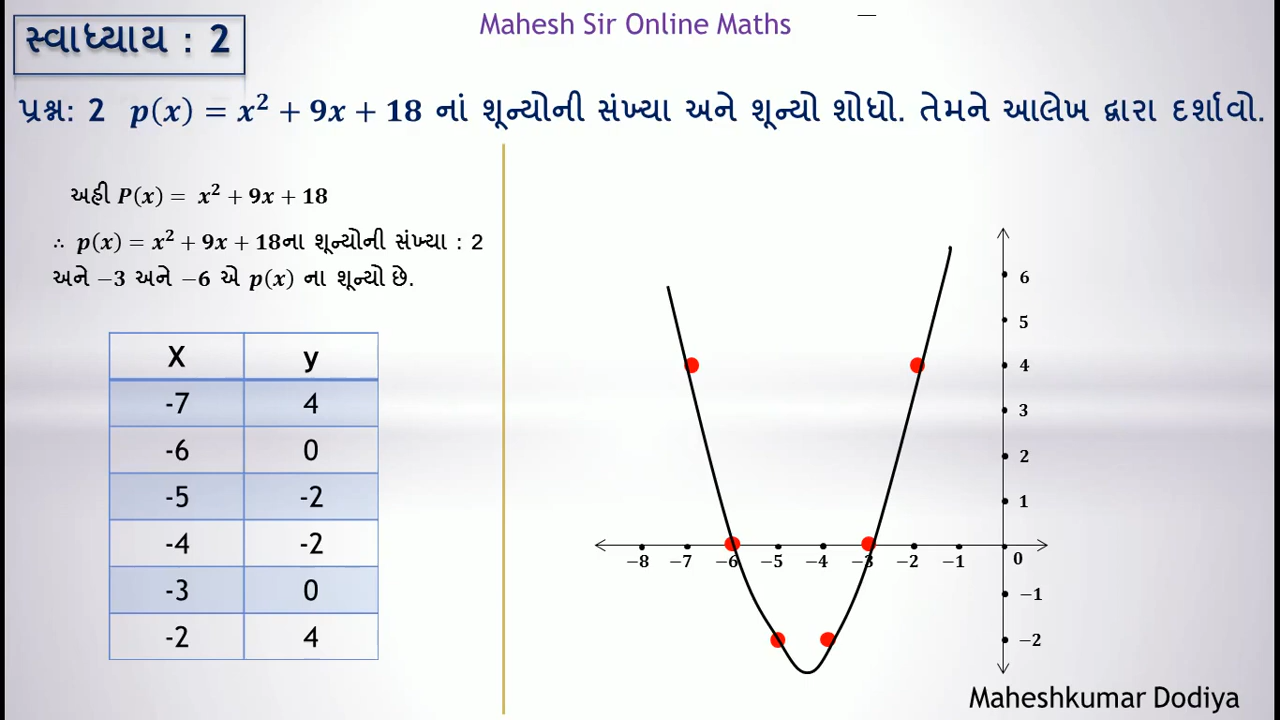 Mahesh Sir Online Maths
સ્વાધ્યાય : 2
પ્રશ્ન: 2 p(x) = x² + 9x + 18 નાં શૂન્યોની સંખ્યા અને શૂન્યો શોધો. તેમને આલેખ દ્વારા દર્શાવો.
અહી P(x) = x² + 9x + 18
∴ p(x) = x² + 9x + 18ના શૂન્યોની સંખ્યા : 2
અને −3 અને −6 એ p(x) ના શૂન્યો છે.
X y
-7 4
-6 0
-5 -2
-4 -2
-3 0
-2 4
6
5
4
3
2
1
−8 −7 −6 −5 −4 −3 −2 −1 0
−1
−2
Maheshkumar Dodiya